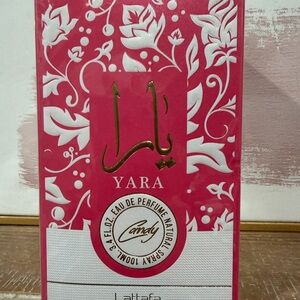 يارا
YARA
3.4 FL.OZ. EAU DE PERFUME NATURAL SPRAY 100ML.
Candy
Lattafa